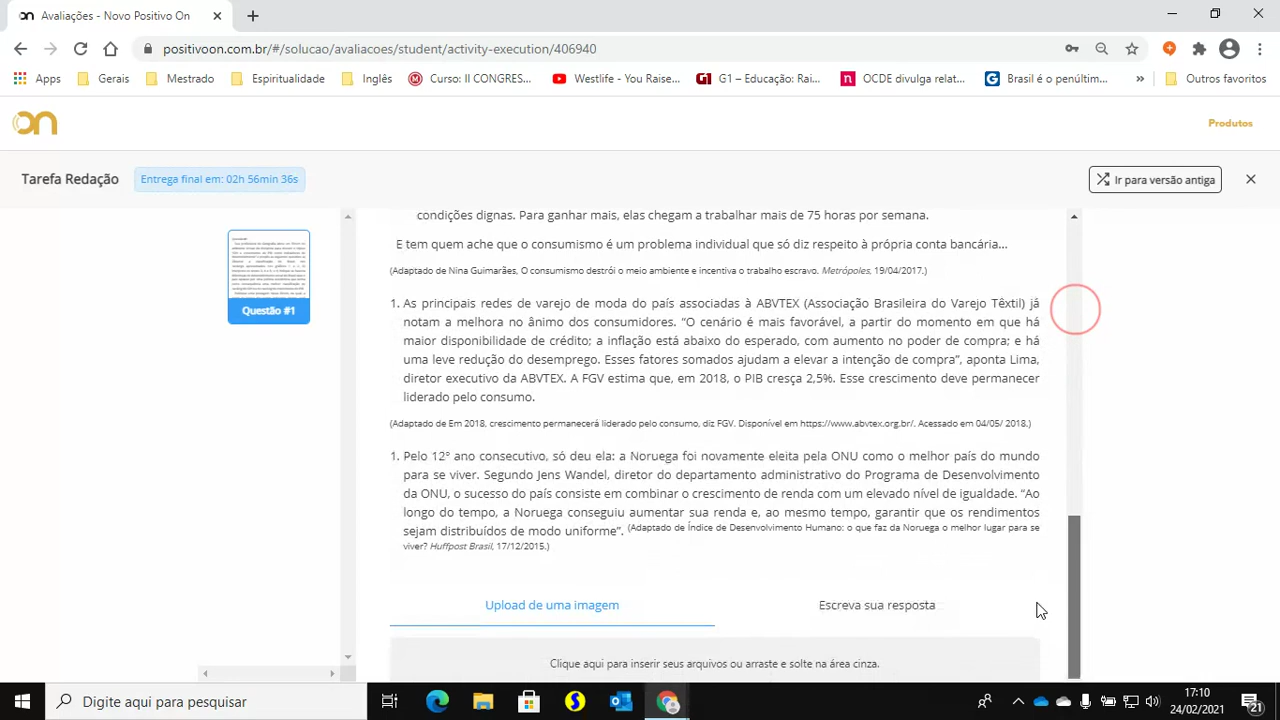 Avaliações - Novo Positivo On
positivoon.com.br/#/solucao/avaliacoes/student/activity-execution/406940
Apps Gerais Mestrado Espiritualidade Inglês Curso: II CONGRES... Westlife - You Raise... G1 – Educação: Rai... OCDE divulga relat... Brasil é o penúltim... » Outros favoritos
on
Produtos
Tarefa Redação Entrega final em: 02h 56min 36s Ir para versão antiga
condições dignas. Para ganhar mais, elas chegam a trabalhar mais de 75 horas por semana.
E tem quem ache que o consumismo é um problema individual que só diz respeito à própria conta bancária...
(Adaptado de Nina Guimarães, O consumismo destrói o meio ambiente e incentiva o trabalho escravo. Metrópoles, 19/04/2017.)
1. As principais redes de varejo de moda do país associadas à ABVTEX (Associação Brasileira do Varejo Têxtil) já
notam a melhora no ânimo dos consumidores. “O cenário é mais favorável, a partir do momento em que há
maior disponibilidade de crédito; a inflação está abaixo do esperado, com aumento no poder de compra; e há
uma leve redução do desemprego. Esses fatores somados ajudam a elevar a intenção de compra”, aponta Lima,
diretor executivo da ABVTEX. A FGV estima que, em 2018, o PIB cresça 2,5%. Esse crescimento deve permanecer
liderado pelo consumo.
(Adaptado de Em 2018, crescimento permanecerá liderado pelo consumo, diz FGV. Disponível em https://www.abvtex.org.br/. Acessado em 04/05/ 2018.)
1. Pelo 12º ano consecutivo, só deu ela: a Noruega foi novamente eleita pela ONU como o melhor país do mundo
para se viver. Segundo Jens Wandel, diretor do departamento administrativo do Programa de Desenvolvimento
da ONU, o sucesso do país consiste em combinar o crescimento de renda com um elevado nível de igualdade. “Ao
longo do tempo, a Noruega conseguiu aumentar sua renda e, ao mesmo tempo, garantir que os rendimentos
sejam distribuídos de modo uniforme”. (Adaptado de Índice de Desenvolvimento Humano: o que faz da Noruega o melhor lugar para se
viver? Huffpost Brasil, 17/12/2015.)
Questão #1
Upload de uma imagem Escreva sua resposta
Clique aqui para inserir seus arquivos ou arraste e solte na área cinza.
Digite aqui para pesquisar
17:10
24/02/2021
21